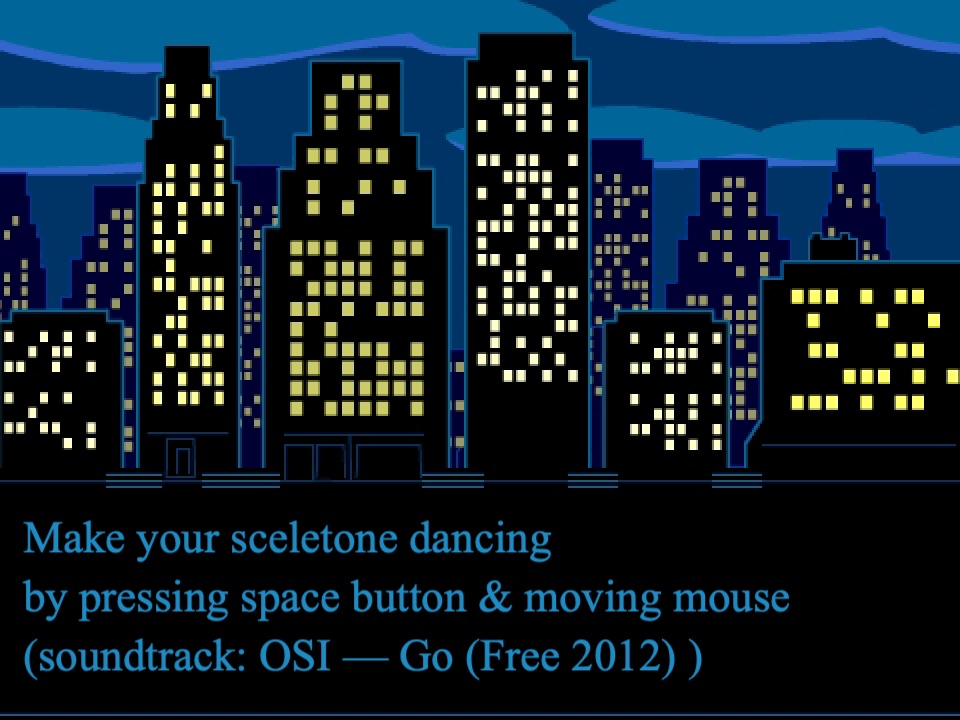 Make your sceletone dancing
by pressing space button & moving mouse
(soundtrack: OSI — Go (Free 2012) )